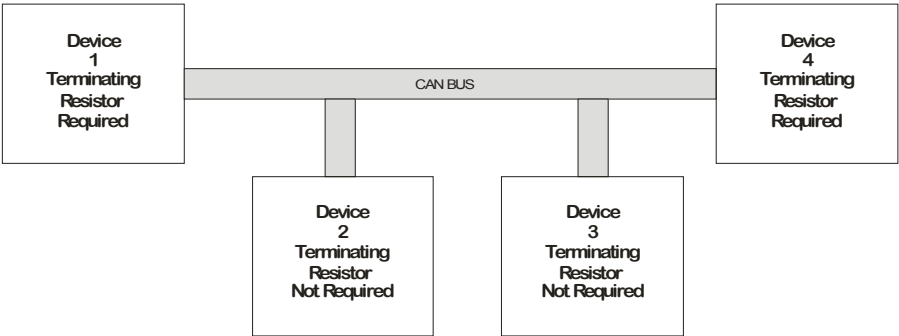 Device
1
Terminating
Resistor
Required
CAN BUS
Device
4
Terminating
Resistor
Required
Device
2
Terminating
Resistor
Not Required
Device
3
Terminating
Resistor
Not Required